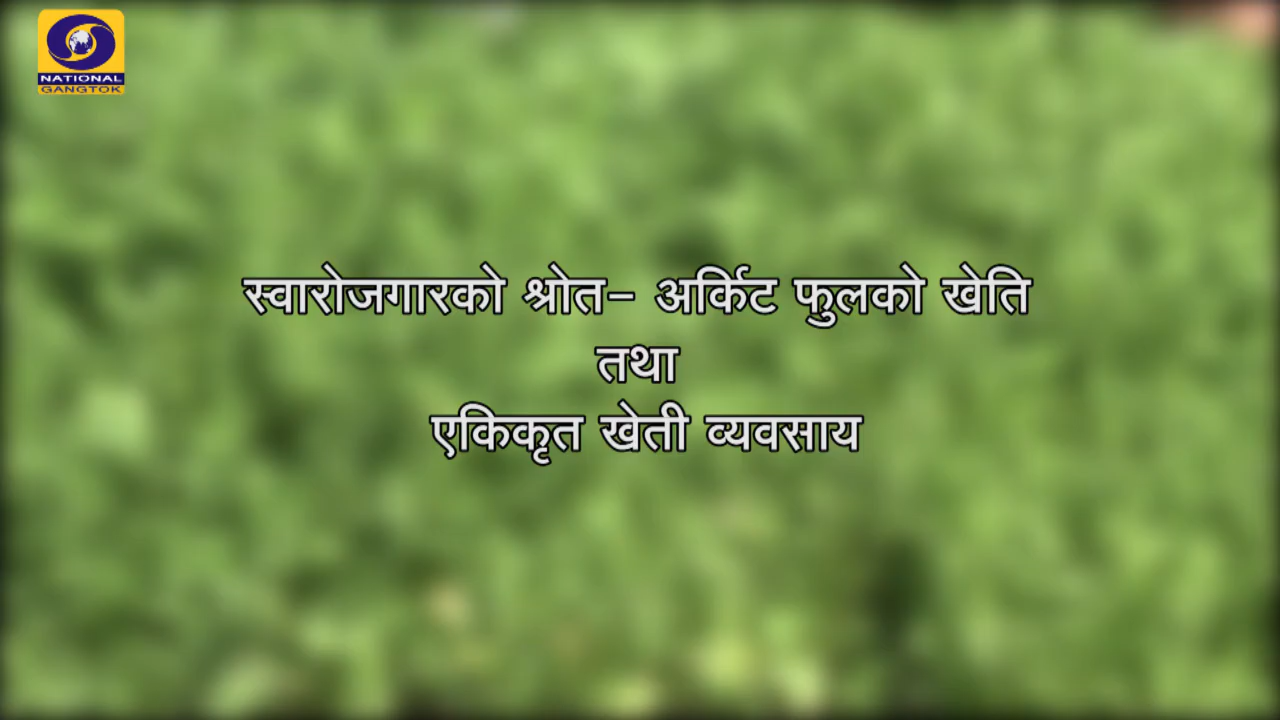 NATIONAL
GANGTOK
स्वारोजगारको श्रोत- अर्किट फुलको खेति
तथा
एकिकृत खेती व्यवसाय